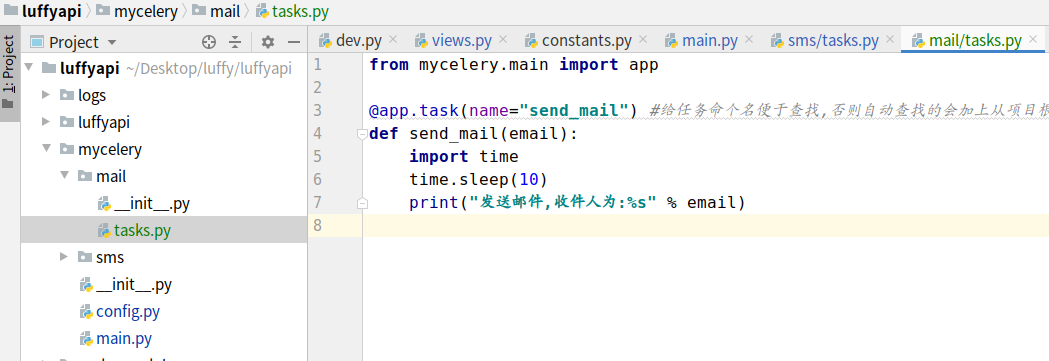 luffyapi mycelery mail tasks.py
1: Project
Project
dev.py views.py constants.py main.py sms/tasks.py mail/tasks.py
luffyapi ~/Desktop/luffy/luffyapi
logs
luffyapi
mycelery
mail
__init__.py
tasks.py
sms
__init__.py
config.py
main.py
1 from mycelery.main import app
2
3 @app.task(name="send_mail") #给任务命个名便于查找,否则自动查找的会加上从项目根
4 def send_mail(email):
5 import time
6 time.sleep(10)
7 print("发送邮件,收件人为:%s" % email)
8